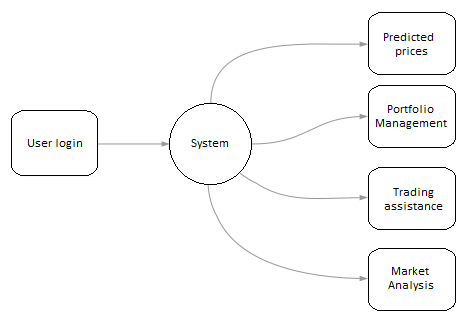 User login
System
Predicted
prices
Portfolio
Management
Trading
assistance
Market
Analysis